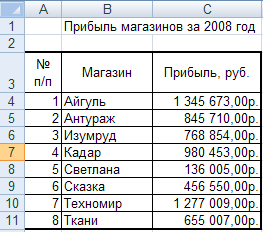 A B C
1 Прибыль магазинов за 2008 год
2
3 № п/п Магазин Прибыль, руб.
4 1 Айгуль 1 345 673,00р.
5 2 Антураж 845 710,00р.
6 3 Изумруд 768 854,00р.
7 4 Кадар 980 453,00р.
8 5 Светлана 136 005,00р.
9 6 Сказка 456 550,00р.
10 7 Техномир 1 277 009,00р.
11 8 Ткани 655 007,00р.